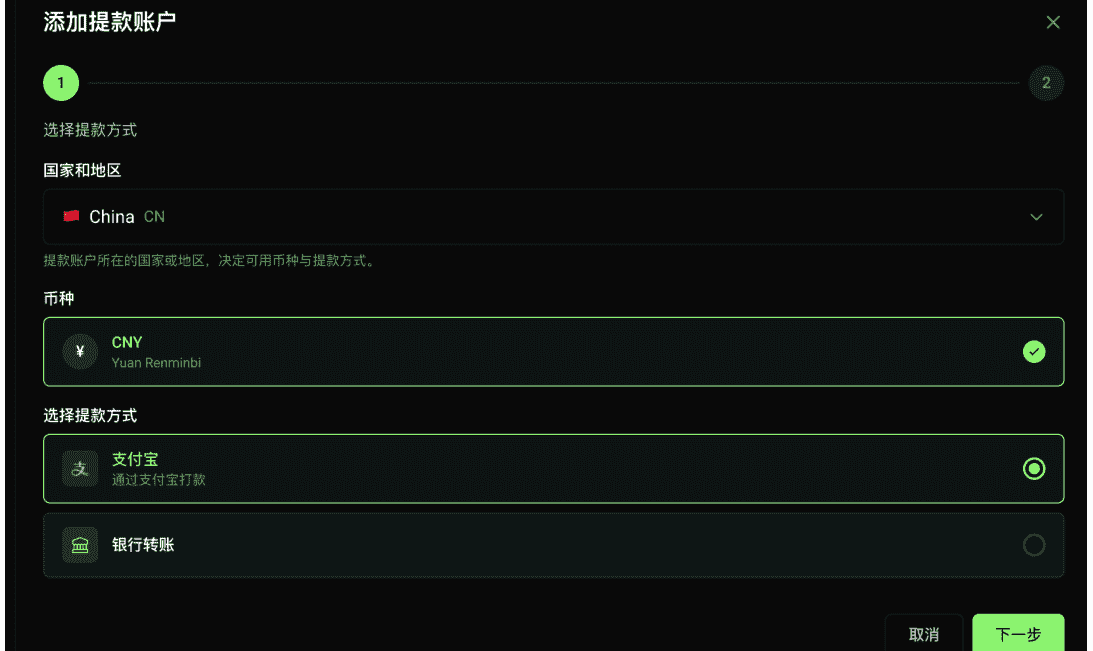 添加提款账户
1
2
选择提款方式
国家和地区
China CN
提款账户所在的国家或地区，决定可用币种与提款方式。
币种
¥
CNY
Yuan Renminbi
选择提款方式
支
支付宝
通过支付宝打款
银行转账
取消
下一步